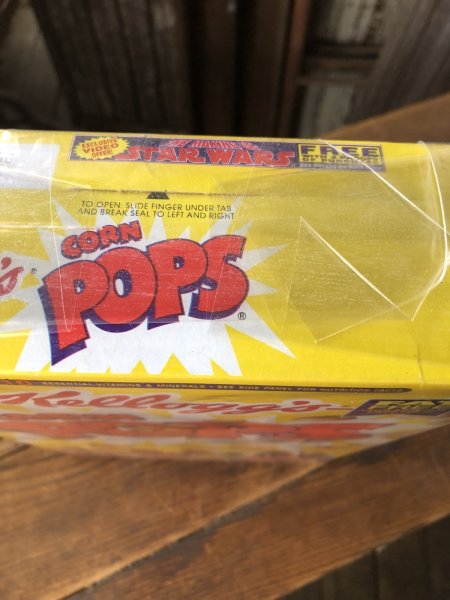 EXCLUSIVE
VIDEO
OFFER!
STAR WARS
FREE
TO OPEN: SLIDE FINGER UNDER TAB
AND BREAK SEAL TO LEFT AND RIGHT
CORN
POPS
®
ESSENTIAL VITAMINS & MINERALS • SEE SIDE PANEL FOR NUTRITION FACTS
Kellogg's